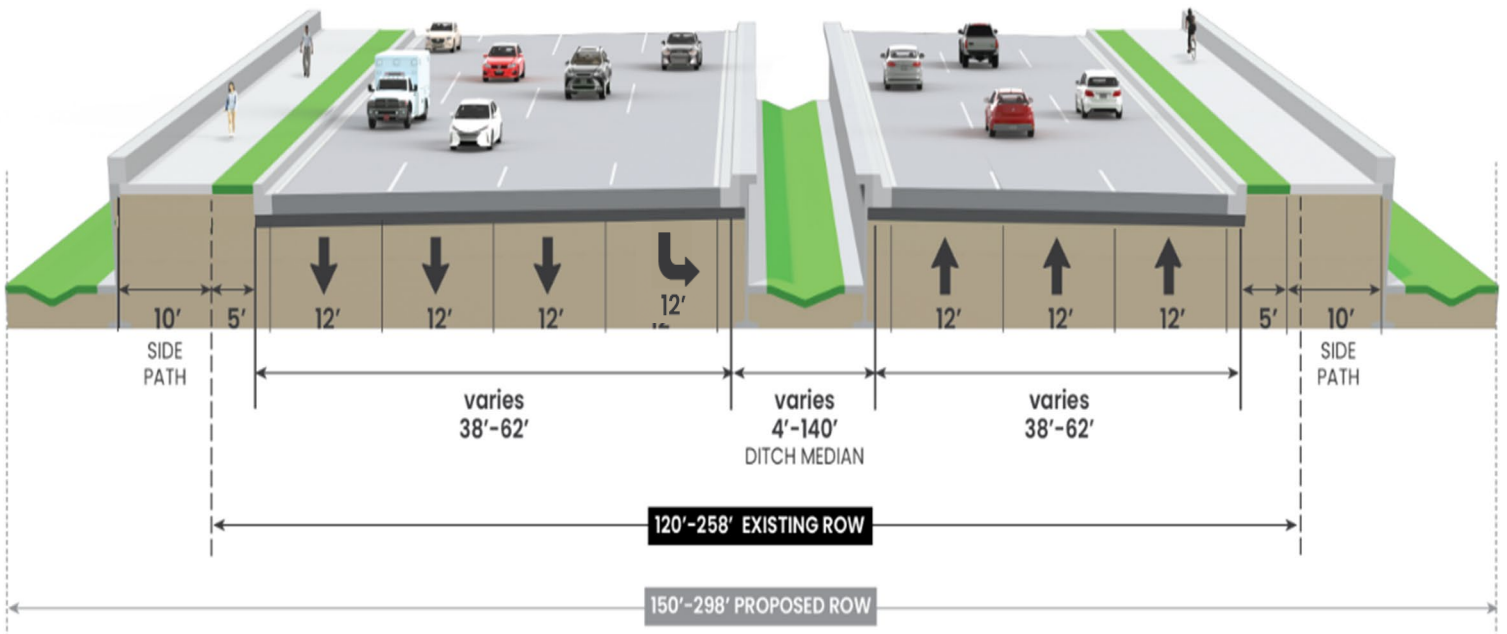 10' 5' 12' 12' 12' 12' 12' 12' 12' 5' 10'
SIDE PATH
SIDE PATH
varies
38'-62'
varies
4'-140'
DITCH MEDIAN
varies
38'-62'
120'-258' EXISTING ROW
150'-298' PROPOSED ROW